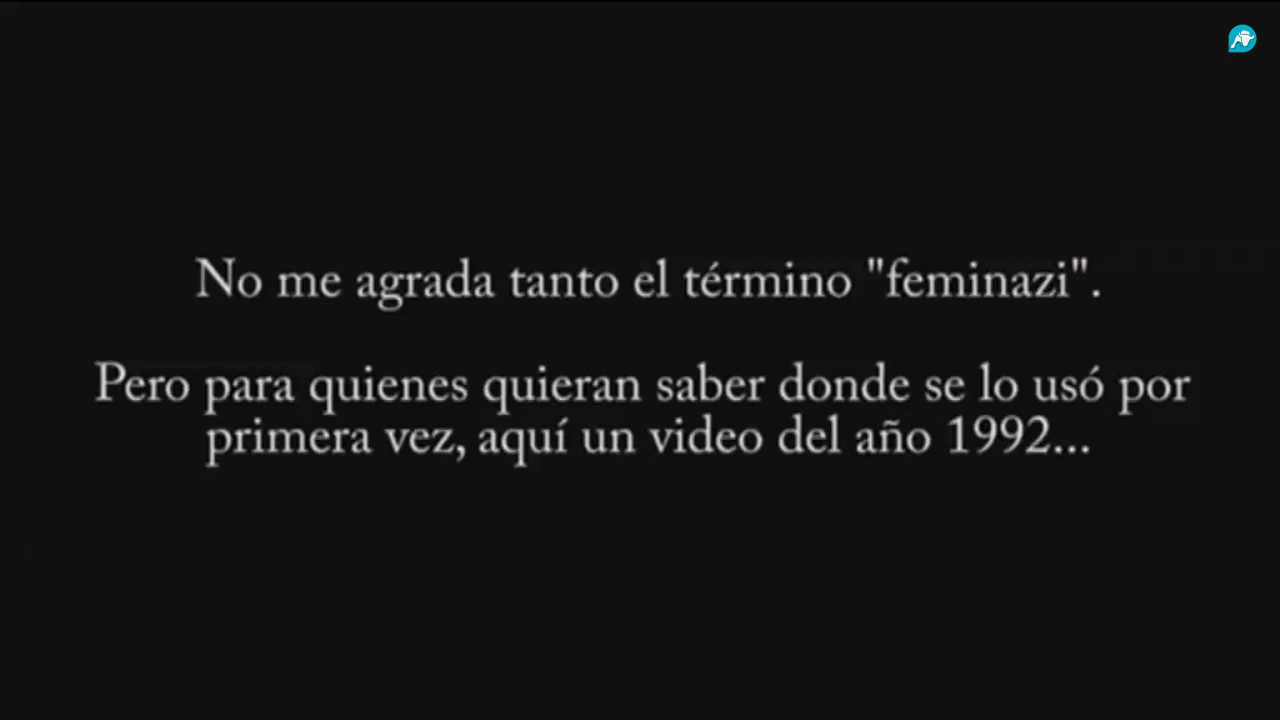 No me agrada tanto el término "feminazi".
Pero para quienes quieran saber donde se lo usó por
primera vez, aquí un video del año 1992...